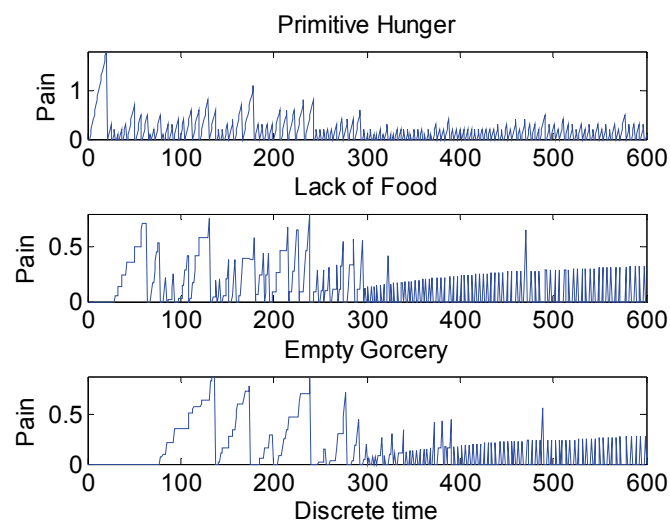 Primitive Hunger
Pain
1
0
0 100 200 300 400 500 600
Lack of Food
Pain
0.5
0
0 100 200 300 400 500 600
Empty Gorcery
Pain
0.5
0
0 100 200 300 400 500 600
Discrete time